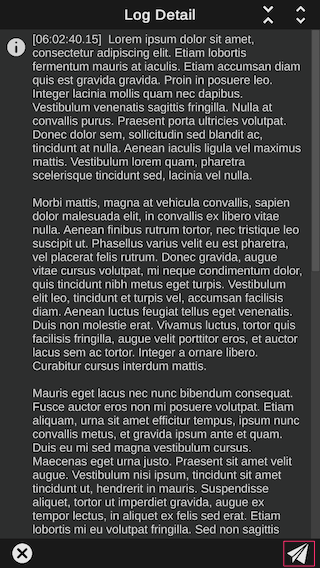 Log Detail
[06:02:40.15]  Lorem ipsum dolor sit amet,
consectetur adipiscing elit. Etiam lobortis
fermentum mauris at iaculis. Etiam accumsan diam
quis est gravida gravida. Proin in posuere leo.
Integer lacinia mollis quam nec dapibus.
Vestibulum venenatis sagittis fringilla. Nulla at
convallis purus. Praesent porta ultricies volutpat.
Donec dolor sem, sollicitudin sed blandit ac,
tincidunt at nulla. Aenean iaculis ligula vel maximus
mattis. Vestibulum lorem quam, pharetra
scelerisque tincidunt sed, lacinia vel nulla.
Morbi mattis, magna at vehicula convallis, sapien
dolor malesuada elit, in convallis ex libero vitae
nulla. Aenean finibus rutrum tortor, nec tristique leo
suscipit ut. Phasellus varius velit eu est pharetra,
vel placerat felis rutrum. Donec gravida, augue
vitae cursus volutpat, mi neque condimentum dolor,
quis tincidunt nibh metus eget turpis. Vestibulum
elit leo, tincidunt et turpis vel, accumsan facilisis
diam. Aenean luctus feugiat tellus eget venenatis.
Duis non molestie erat. Vivamus luctus, tortor quis
facilisis fringilla, augue velit porttitor eros, et auctor
lacus sem ac tortor. Integer a ornare libero.
Curabitur cursus interdum mattis.
Mauris eget lacus nec nunc bibendum consequat.
Fusce auctor eros non mi posuere volutpat. Etiam
aliquam, urna sit amet efficitur tempus, ipsum nunc
convallis metus, et gravida ipsum ante et quam.
Duis eu mi sed magna vestibulum cursus.
Maecenas eget urna justo. Praesent sit amet velit
augue. Vestibulum nisi ipsum, tincidunt sit amet
tincidunt ut, hendrerit in mauris. Suspendisse
aliquet, tortor ut imperdiet gravida, augue ex
tempor lectus, in aliquet ex felis sed erat. Etiam
lobortis mi eu volutpat fringilla. Sed non sagittis